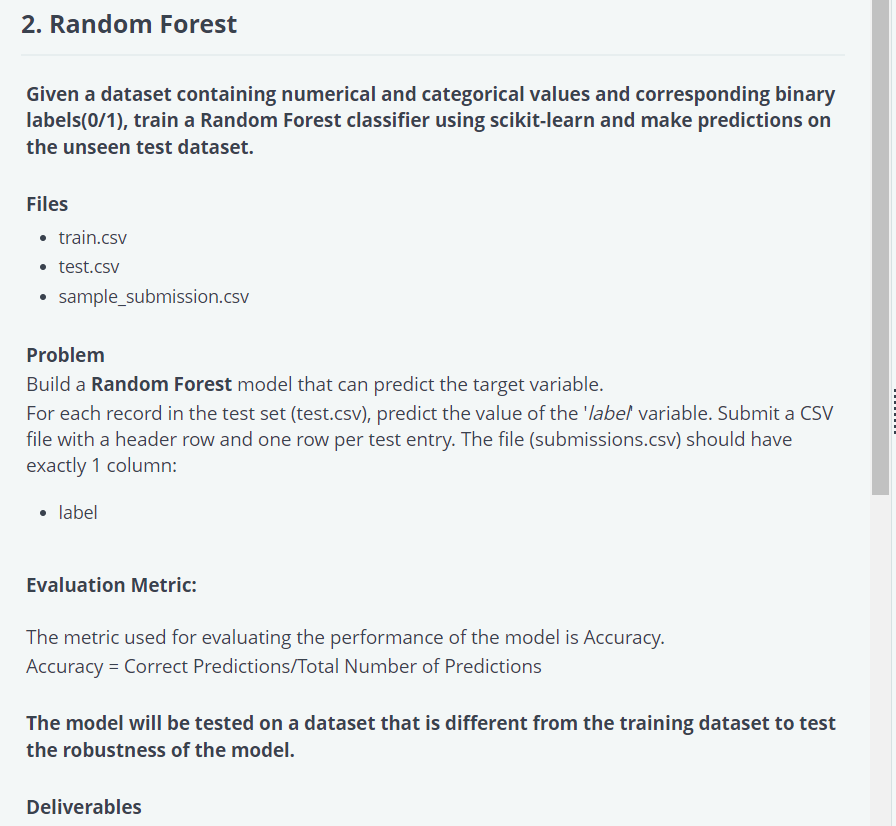 2. Random Forest
Given a dataset containing numerical and categorical values and corresponding binary
labels(0/1), train a Random Forest classifier using scikit-learn and make predictions on
the unseen test dataset.
Files
• train.csv
• test.csv
• sample_submission.csv
Problem
Build a Random Forest model that can predict the target variable.
For each record in the test set (test.csv), predict the value of the 'label' variable. Submit a CSV
file with a header row and one row per test entry. The file (submissions.csv) should have
exactly 1 column:
• label
Evaluation Metric:
The metric used for evaluating the performance of the model is Accuracy.
Accuracy = Correct Predictions/Total Number of Predictions
The model will be tested on a dataset that is different from the training dataset to test
the robustness of the model.
Deliverables